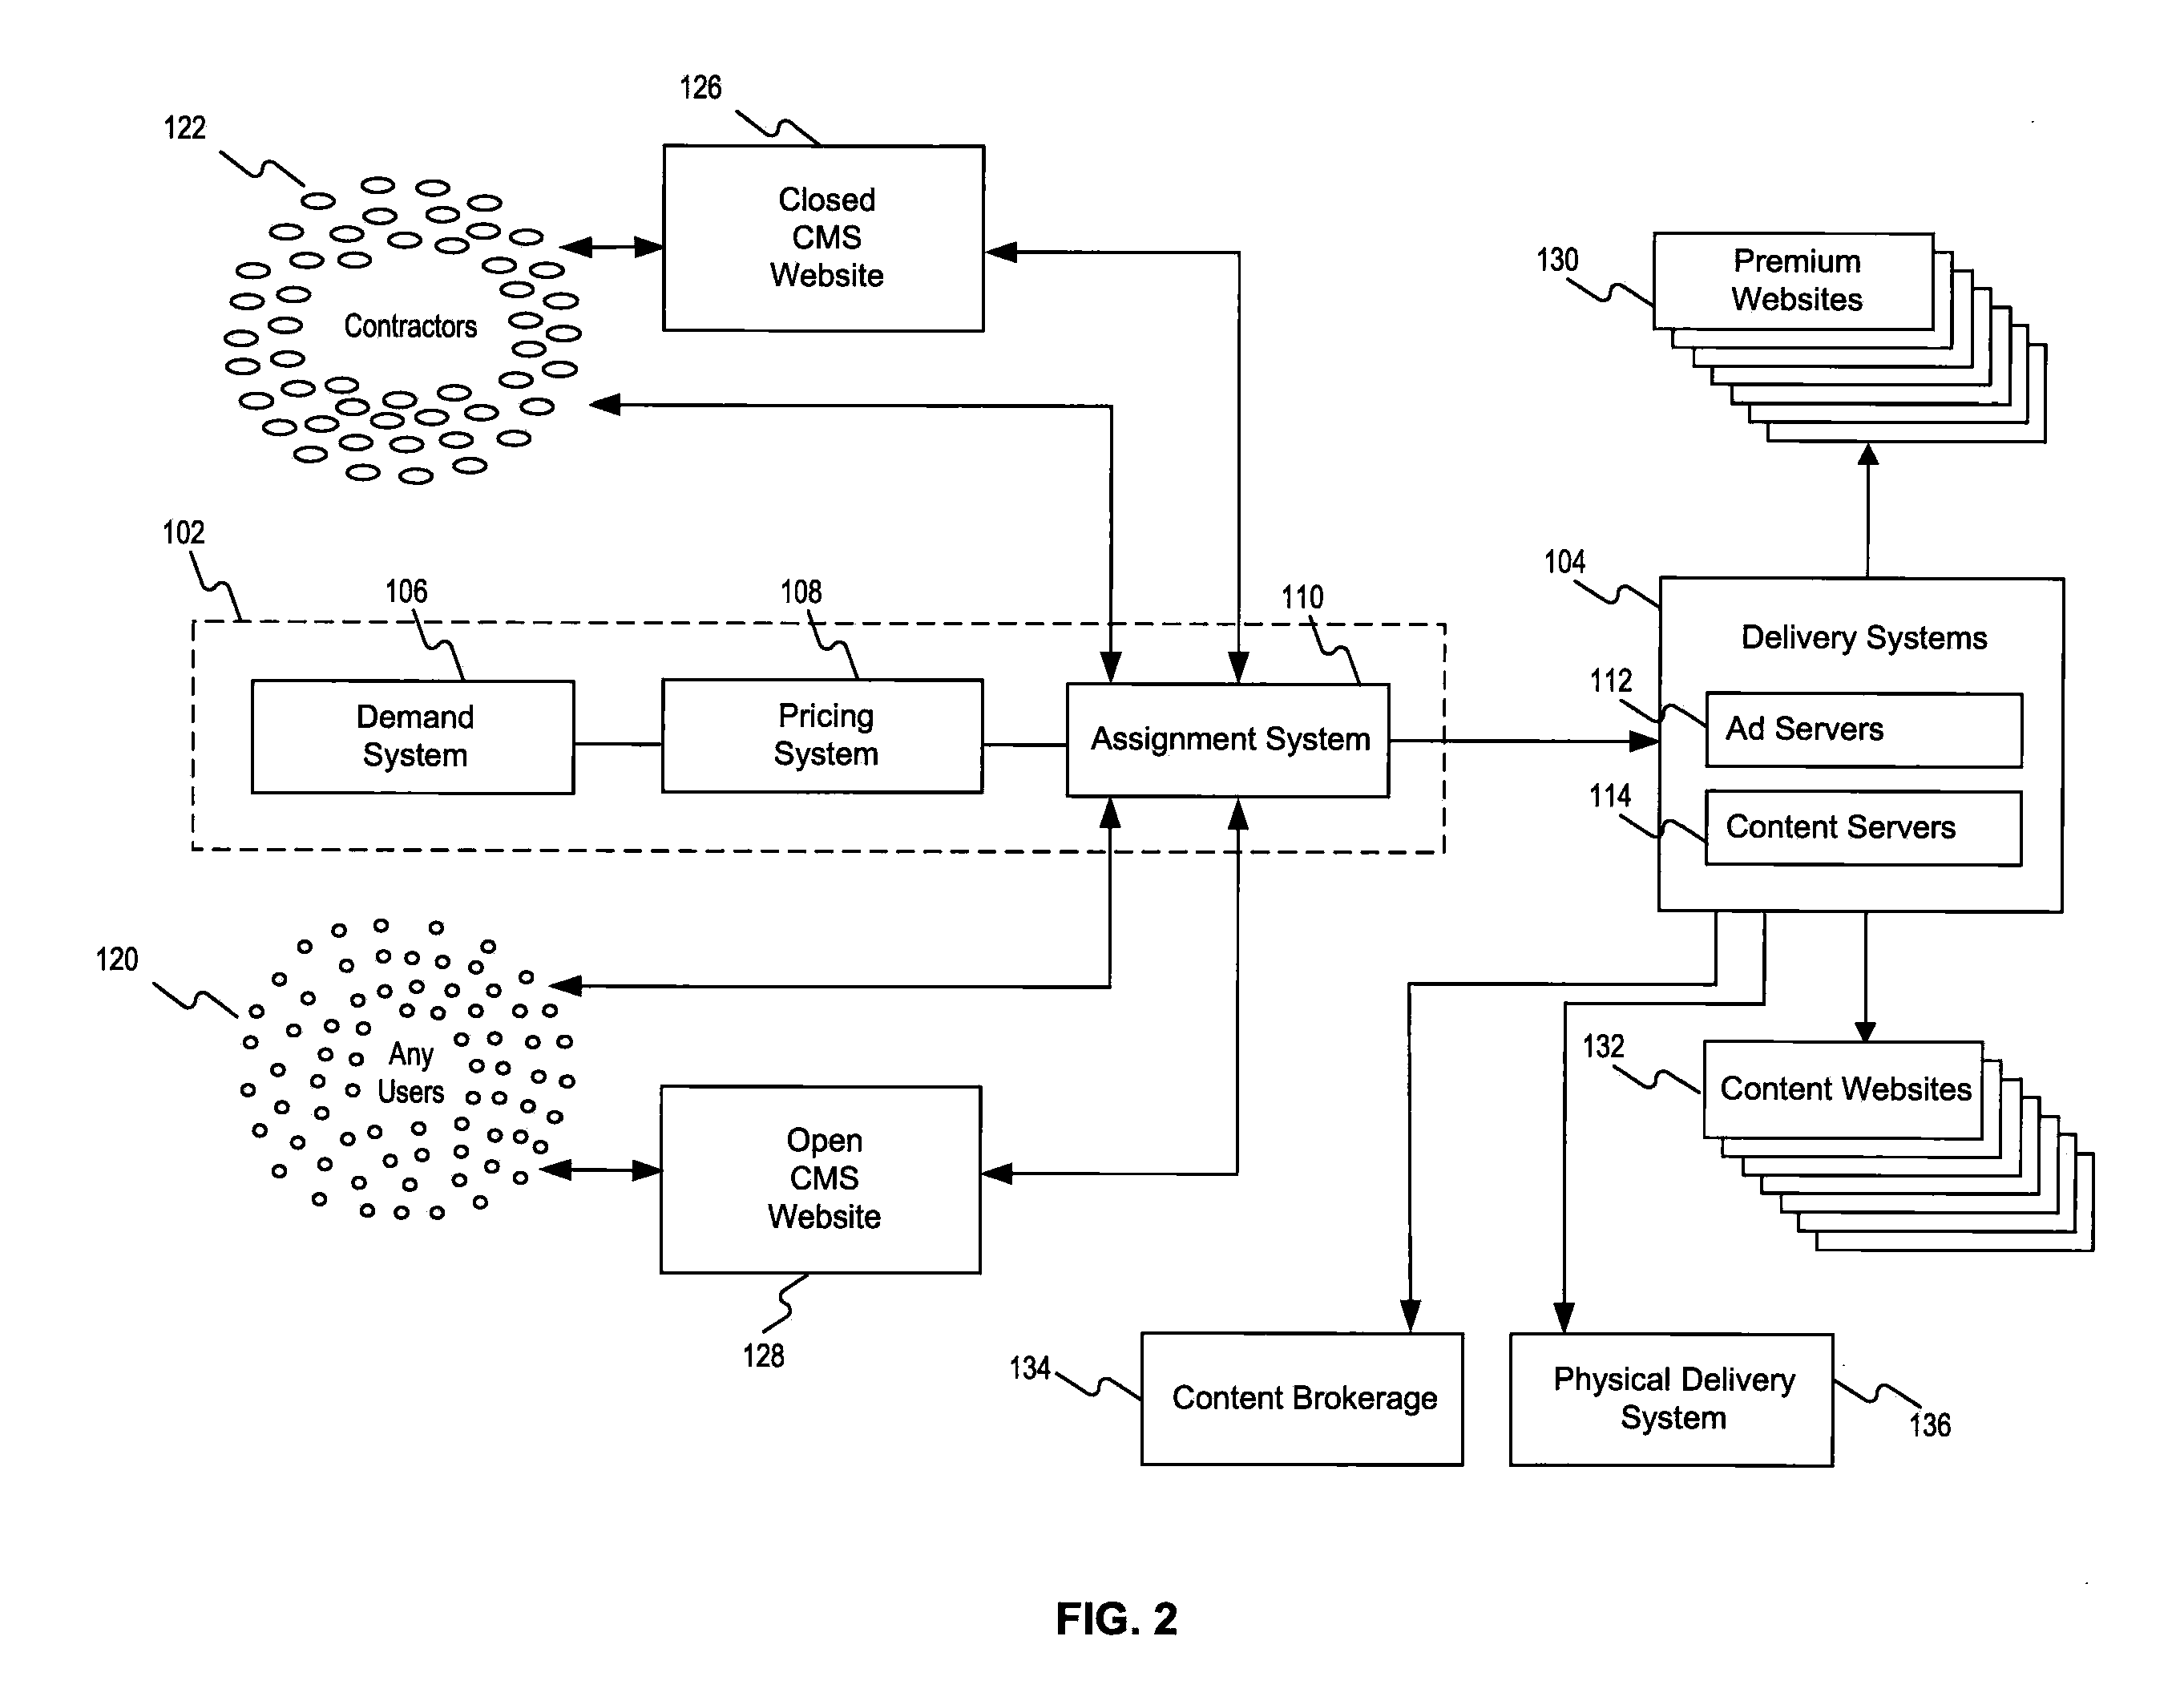 126
122
Closed
CMS
Website
130
Premium
Websites
Contractors
102
104
106
108
110
Delivery Systems
112
Ad Servers
Demand
System
Pricing
System
Assignment System
114
Content Servers
120
Any
Users
132
Content Websites
Open
CMS
Website
128
134
Content Brokerage
Physical Delivery
System
136
FIG. 2